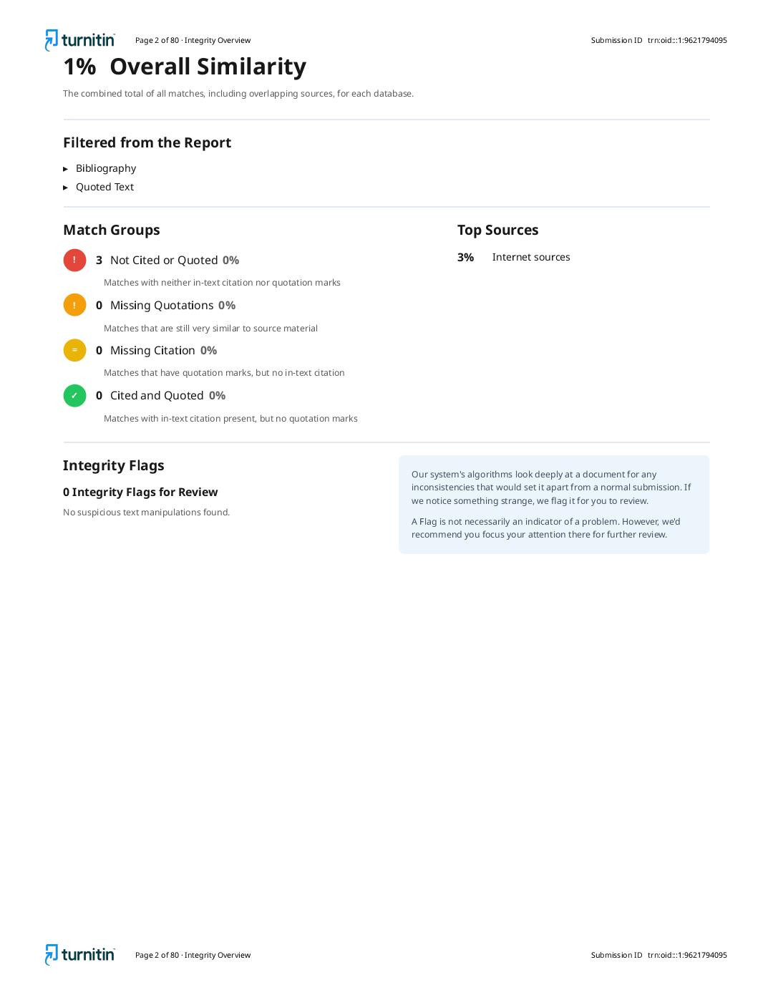 turnitin Page 2 of 80 · Integrity Overview Submission ID trn:oid:::1:9621794095
1% Overall Similarity
The combined total of all matches, including overlapping sources, for each database.
Filtered from the Report
▸ Bibliography
▸ Quoted Text
Match Groups
! 3 Not Cited or Quoted 0%
Matches with neither in-text citation nor quotation marks
! 0 Missing Quotations 0%
Matches that are still very similar to source material
= 0 Missing Citation 0%
Matches that have quotation marks, but no in-text citation
✓ 0 Cited and Quoted 0%
Matches with in-text citation present, but no quotation marks
Top Sources
3% Internet sources
Integrity Flags
0 Integrity Flags for Review
No suspicious text manipulations found.
Our system's algorithms look deeply at a document for any
inconsistencies that would set it apart from a normal submission. If
we notice something strange, we flag it for you to review.
A Flag is not necessarily an indicator of a problem. However, we'd
recommend you focus your attention there for further review.
turnitin Page 2 of 80 · Integrity Overview Submission ID trn:oid:::1:9621794095